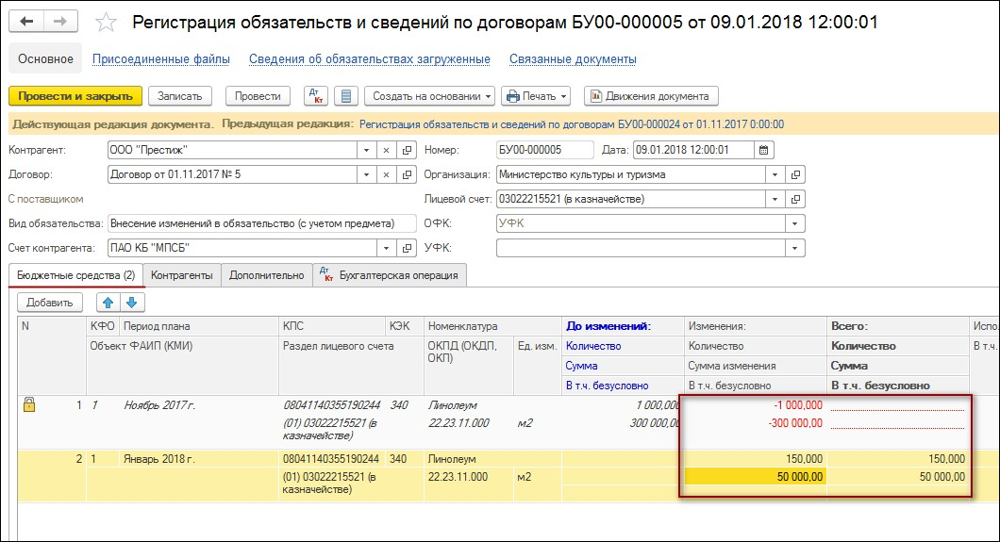 Регистрация обязательств и сведений по договорам БУ00-000005 от 09.01.2018 12:00:01
Основное Присоединенные файлы Сведения об обязательствах загруженные Связанные документы
Провести и закрыть Записать Провести Дт Кт Создать на основании Печать Движения документа
Действующая редакция документа. Предыдущая редакция: Регистрация обязательств и сведений по договорам БУ00-000024 от 01.11.2017 0:00:00
Контрагент: ООО "Престиж" Номер: БУ00-000005 Дата: 09.01.2018 12:00:01
Договор: Договор от 01.11.2017 № 5 Организация: Министерство культуры и туризма
С поставщиком Лицевой счет: 03022215521 (в казначействе)
Вид обязательства: Внесение изменений в обязательство (с учетом предмета) ОФК: УФК
Счет контрагента: ПАО КБ "МПСБ" УФК:
Бюджетные средства (2) Контрагенты Дополнительно Дт Кт Бухгалтерская операция
Добавить
N КФО Период плана КПС КЭК Номенклатура До изменений: Изменения: Всего: Испо
Объект ФАИП (КМИ) Раздел лицевого счета ОКПД (ОКДП, ОКП) Ед. изм. Количество Количество Количество В т.ч
Сумма Сумма изменения Сумма
В т.ч. безусловно В т.ч. безусловно В т.ч. безусловно
1 1 Ноябрь 2017 г. 08041140355190244 340 Линолеум 1 000,000 -1 000,000
(01) 03022215521 (в казначействе) 22.23.11.000 м2 300 000,00 -300 000,00
2 1 Январь 2018 г. 08041140355190244 340 Линолеум 150,000 150,000
(01) 03022215521 (в казначействе) 22.23.11.000 м2 50 000,00 50 000,00